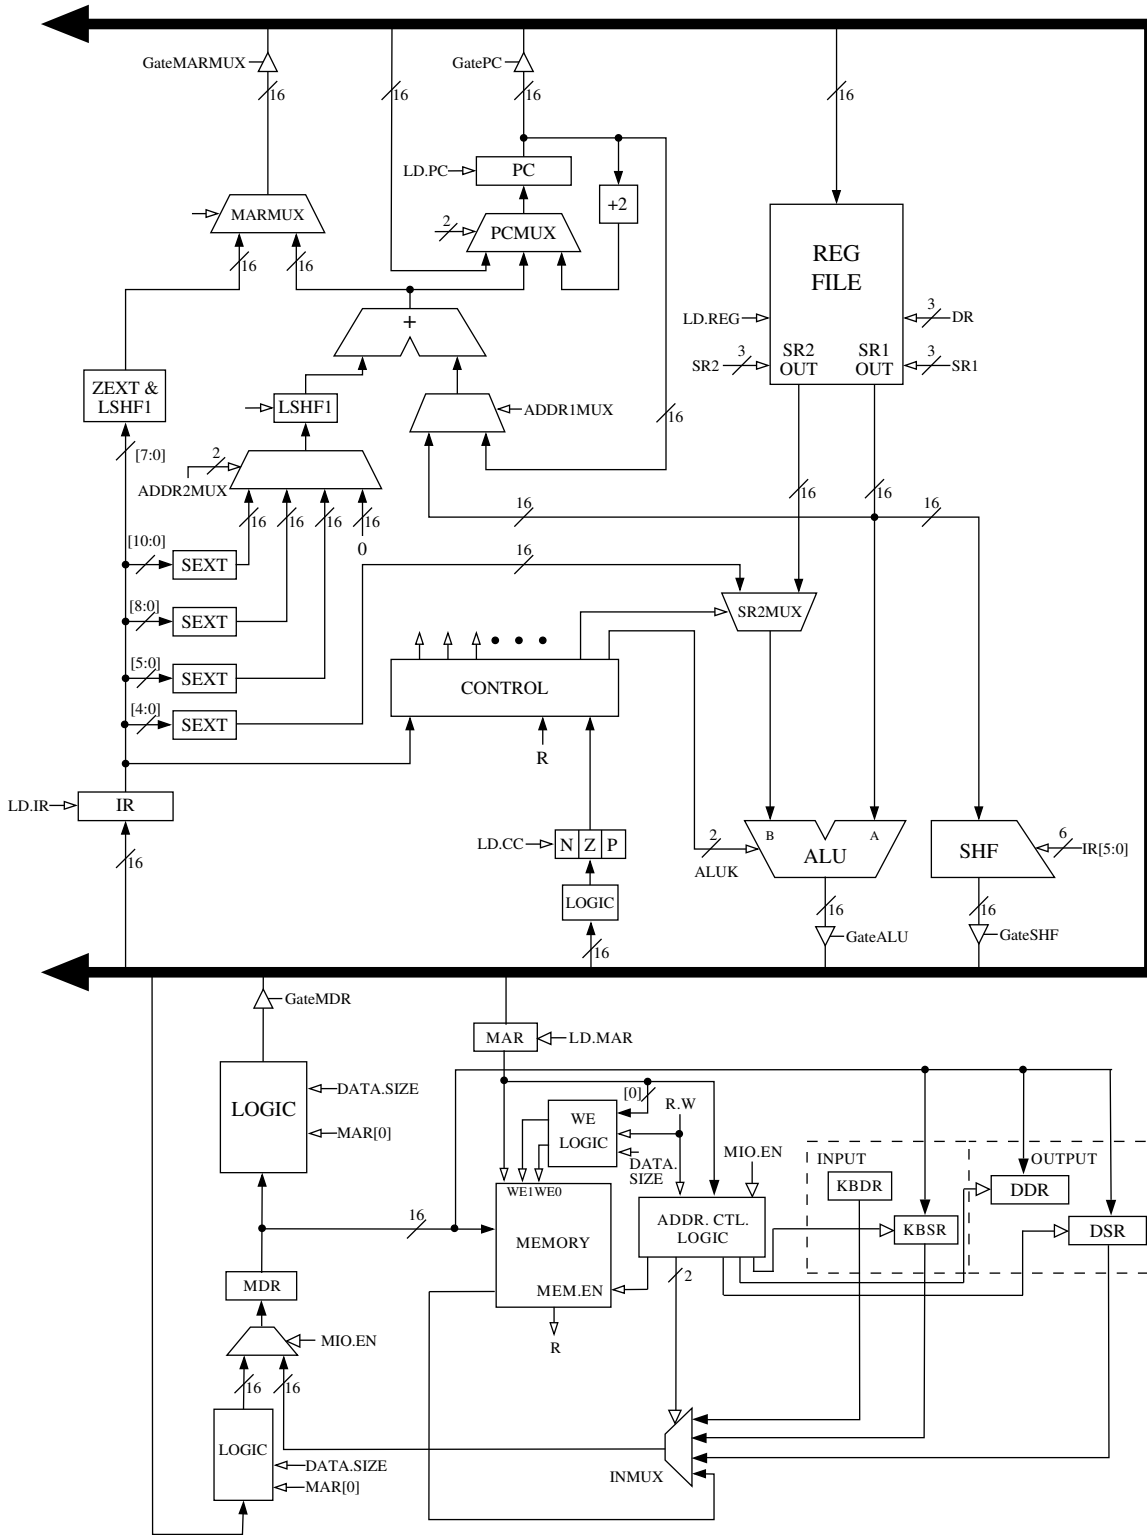 GateMARMUX
GatePC
16
16
16
16
LD.PC
PC
+2
MARMUX
2
PCMUX
REG
FILE
16
16
+
LD.REG
3
DR
SR2
OUT
SR1
OUT
SR2
3
3
SR1
ZEXT &
LSHF1
LSHF1
ADDR1MUX
16
[7:0]
2
ADDR2MUX
16
16
16
16
16
16
16
16
0
[10:0]
SEXT
16
[8:0]
SEXT
SR2MUX
[5:0]
SEXT
CONTROL
[4:0]
SEXT
R
LD.IR
IR
LD.CC
N Z P
2
ALUK
B
A
ALU
SHF
6
IR[5:0]
16
LOGIC
16
16
16
GateALU
GateSHF
GateMDR
MAR
LD.MAR
LOGIC
DATA.SIZE
MAR[0]
[0]
R.W
WE
LOGIC
DATA.
SIZE
MIO.EN
INPUT
OUTPUT
KBDR
DDR
WE1 WE0
16
MEMORY
ADDR. CTL.
LOGIC
KBSR
DSR
MDR
MEM.EN
2
MIO.EN
R
16
16
LOGIC
DATA.SIZE
MAR[0]
INMUX